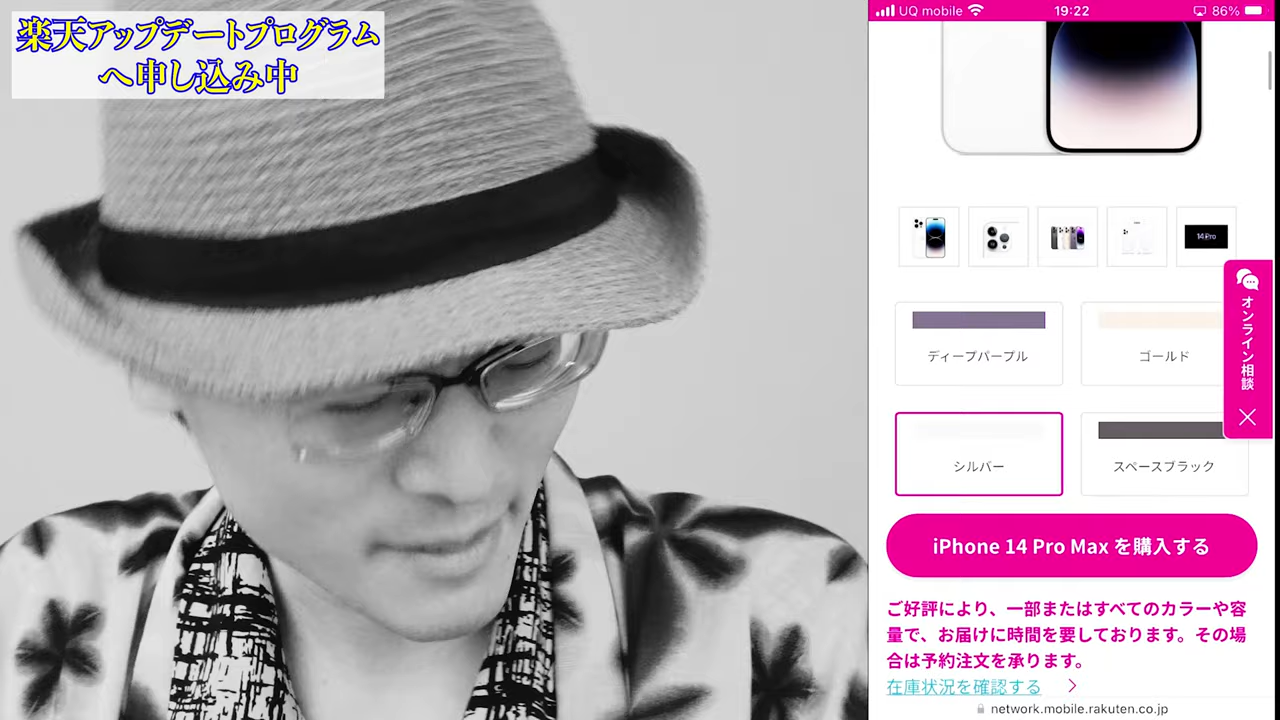 楽天アップデートプログラム
へ申し込み中
UQ mobile 19:22 86%
14 Pro
オンライン相談
ディープパープル
ゴールド
シルバー
スペースブラック
iPhone 14 Pro Max を購入する
ご好評により、一部またはすべてのカラーや容
量で、お届けに時間を要しております。その場
合は予約注文を承ります。
在庫状況を確認する
network.mobile.rakuten.co.jp